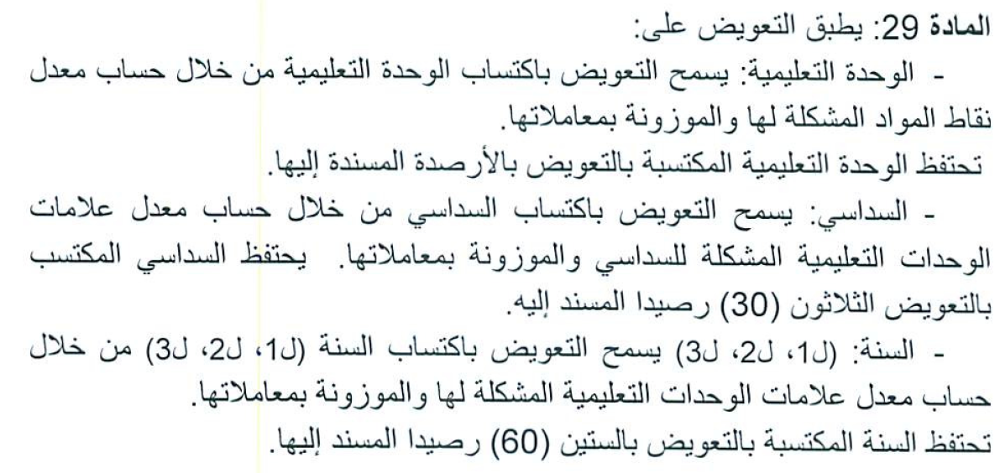 المادة 29: يطبق التعويض على:
- الوحدة التعليمية: يسمح التعويض باكتساب الوحدة التعليمية من خلال حساب معدل
نقاط المواد المشكلة لها والموزونة بمعاملاتها.
تحتفظ الوحدة التعليمية المكتسبة بالتعويض بالأرصدة المسندة إليها.
- السداسي: يسمح التعويض باكتساب السداسي من خلال حساب معدل علامات
الوحدات التعليمية المشكلة للسداسي والموزونة بمعاملاتها. يحتفظ السداسي المكتسب
بالتعويض الثلاثون (30) رصيدا المسند إليه.
- السنة: (ل1، ل2، ل3) يسمح التعويض باكتساب السنة (ل1، ل2، ل3) من خلال
حساب معدل علامات الوحدات التعليمية المشكلة لها والموزونة بمعاملاتها.
تحتفظ السنة المكتسبة بالتعويض بالستين (60) رصيدا المسند إليها.